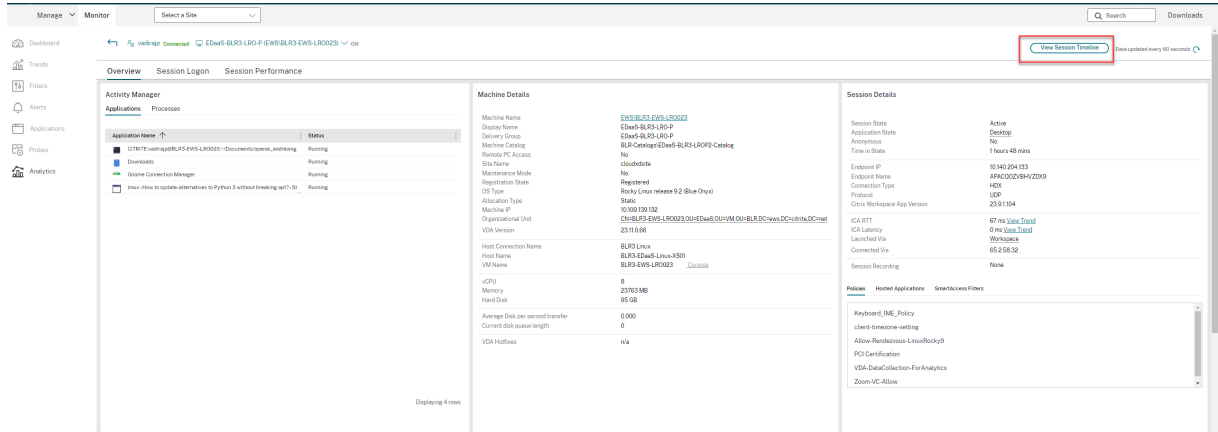 Manage Monitor Select a Site Search Downloads
Dashboard
Trends
Filters
Alerts
Applications
Probes
Analytics
vadirajp Connected EDaaS-BLR3-LRO-P (EWS\BLR3-EWS-LRO023) ON
View Session Timeline Data updated every 60 seconds
Overview Session Logon Session Performance
Activity Manager
Applications Processes
Application Name Status
CITRITE\vadirajp@BLR3-EWS-LRO023:~/Documents/openai_andrewng Running
Downloads Running
Gnome Connection Manager Running
linux - How to update-alternatives to Python 3 without breaking apt? - St... Running
Displaying 4 rows
Machine Details
Machine Name EWS\BLR3-EWS-LRO023
Display Name EDaaS-BLR3-LRO-P
Delivery Group EDaaS-BLR3-LRO-P
Machine Catalog BLR-Catalogs\EDaaS-BLR3-LROP2-Catalog
Remote PC Access No
Site Name cloudxdsite
Maintenance Mode No
Registration State Registered
OS Type Rocky Linux release 9.2 (Blue Onyx)
Allocation Type Static
Machine IP 10.109.139.132
Organizational Unit CN=BLR3-EWS-LRO023,OU=EDaaS,OU=VM,OU=BLR,DC=ews,DC=citrite,DC=net
VDA Version 23.11.0.66
Host Connection Name BLR3 Linux
Host Name BLR3-EDaaS-Linux-XS01
VM Name BLR3-EWS-LRO023 Console
vCPU 8
Memory 23763 MB
Hard Disk 95 GB
Average Disk per second transfer 0.000
Current disk queue length 0
VDA Hotfixes n/a
Session Details
Session State Active
Application State Desktop
Anonymous No
Time in State 1 hours 48 mins
Endpoint IP 10.140.204.133
Endpoint Name APACQOZVBHVZDX9
Connection Type HDX
Protocol UDP
Citrix Workspace App Version 23.9.1.104
ICA RTT 67 ms View Trend
ICA Latency 0 ms View Trend
Launched Via Workspace
Connected Via 65.2.58.32
Session Recording None
Policies Hosted Applications SmartAccess Filters
Keyboard_IME_Policy
client-timezone-setting
Allow-Rendezvous-LinuxRocky9
PCI Certification
VDA-DataCollection-ForAnalytics
Zoom-VC-Allow